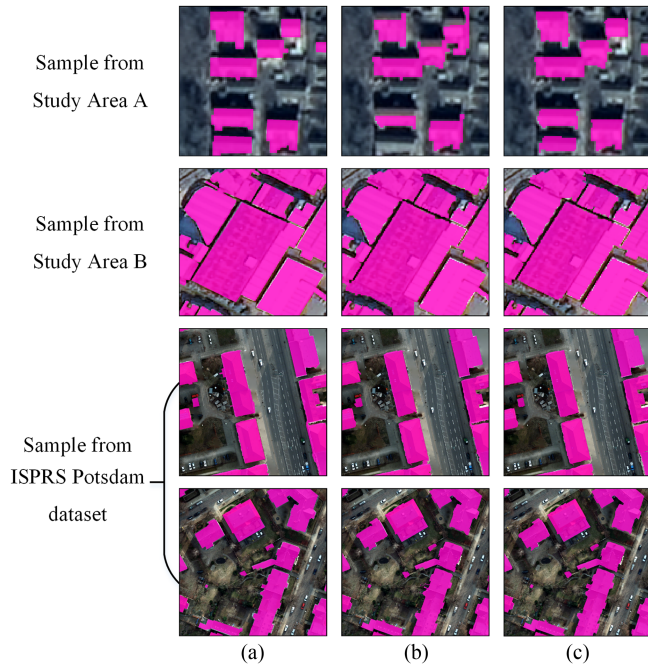 Sample from
Study Area A
Sample from
Study Area B
Sample from
ISPRS Potsdam
dataset
(a)
(b)
(c)